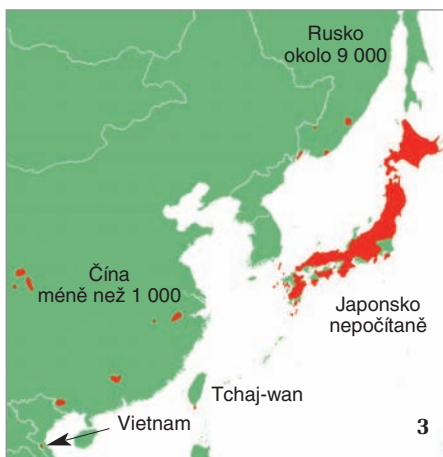 Rusko
okolo 9 000
Čína
méně než 1 000
Japonsko
nepočítaně
Tchaj-wan
Vietnam
3